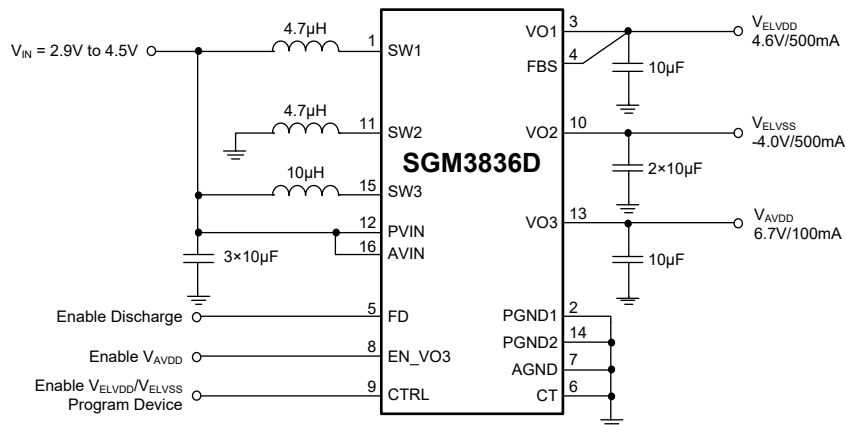 V_IN = 2.9V to 4.5V
4.7µH
1
SW1
4.7µH
11
SW2
10µH
15
SW3
12
PVIN
16
AVIN
3×10µF
Enable Discharge
5
FD
Enable V_AVDD
8
EN_VO3
Enable V_ELVDD/V_ELVSS
Program Device
9
CTRL
SGM3836D
VO1
3
V_ELVDD
4.6V/500mA
FBS
4
10µF
VO2
10
V_ELVSS
-4.0V/500mA
2×10µF
VO3
13
V_AVDD
6.7V/100mA
10µF
PGND1
2
PGND2
14
AGND
7
CT
6